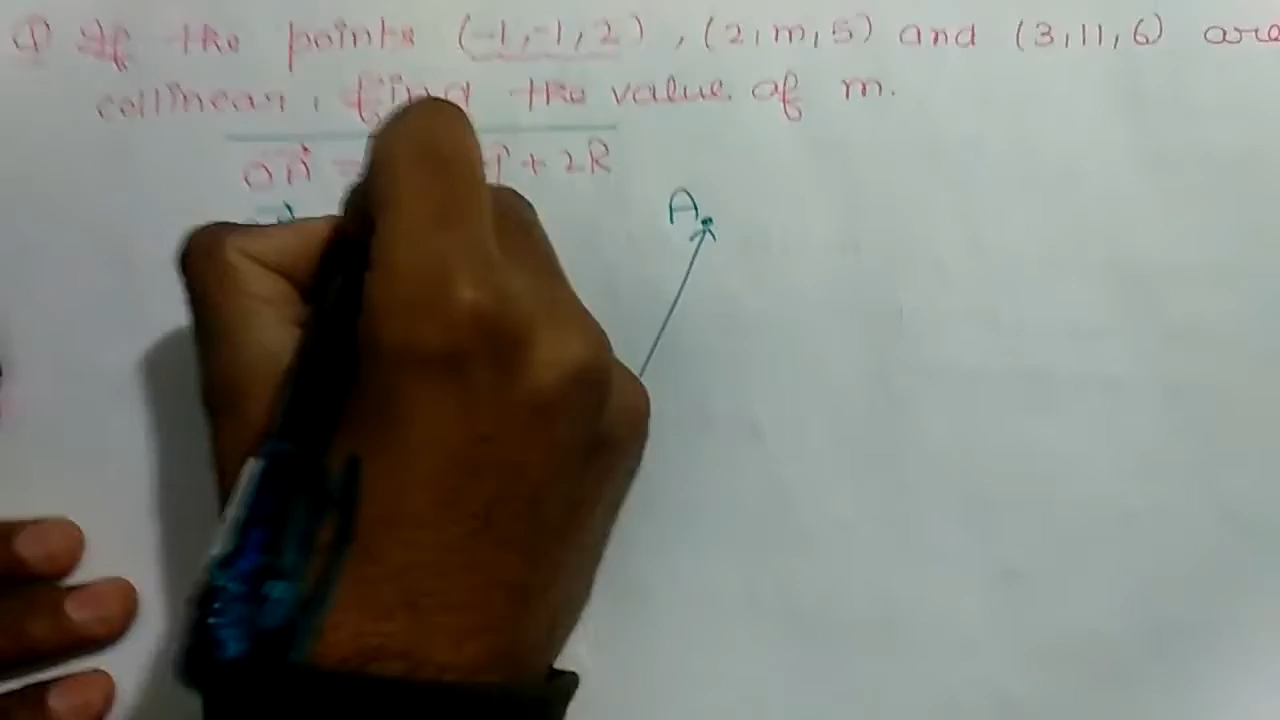 Q If the points (-1,-1,2), (2,m,5) and (3,11,6) are
collinear, find the value of m.
OA = + 2k
A